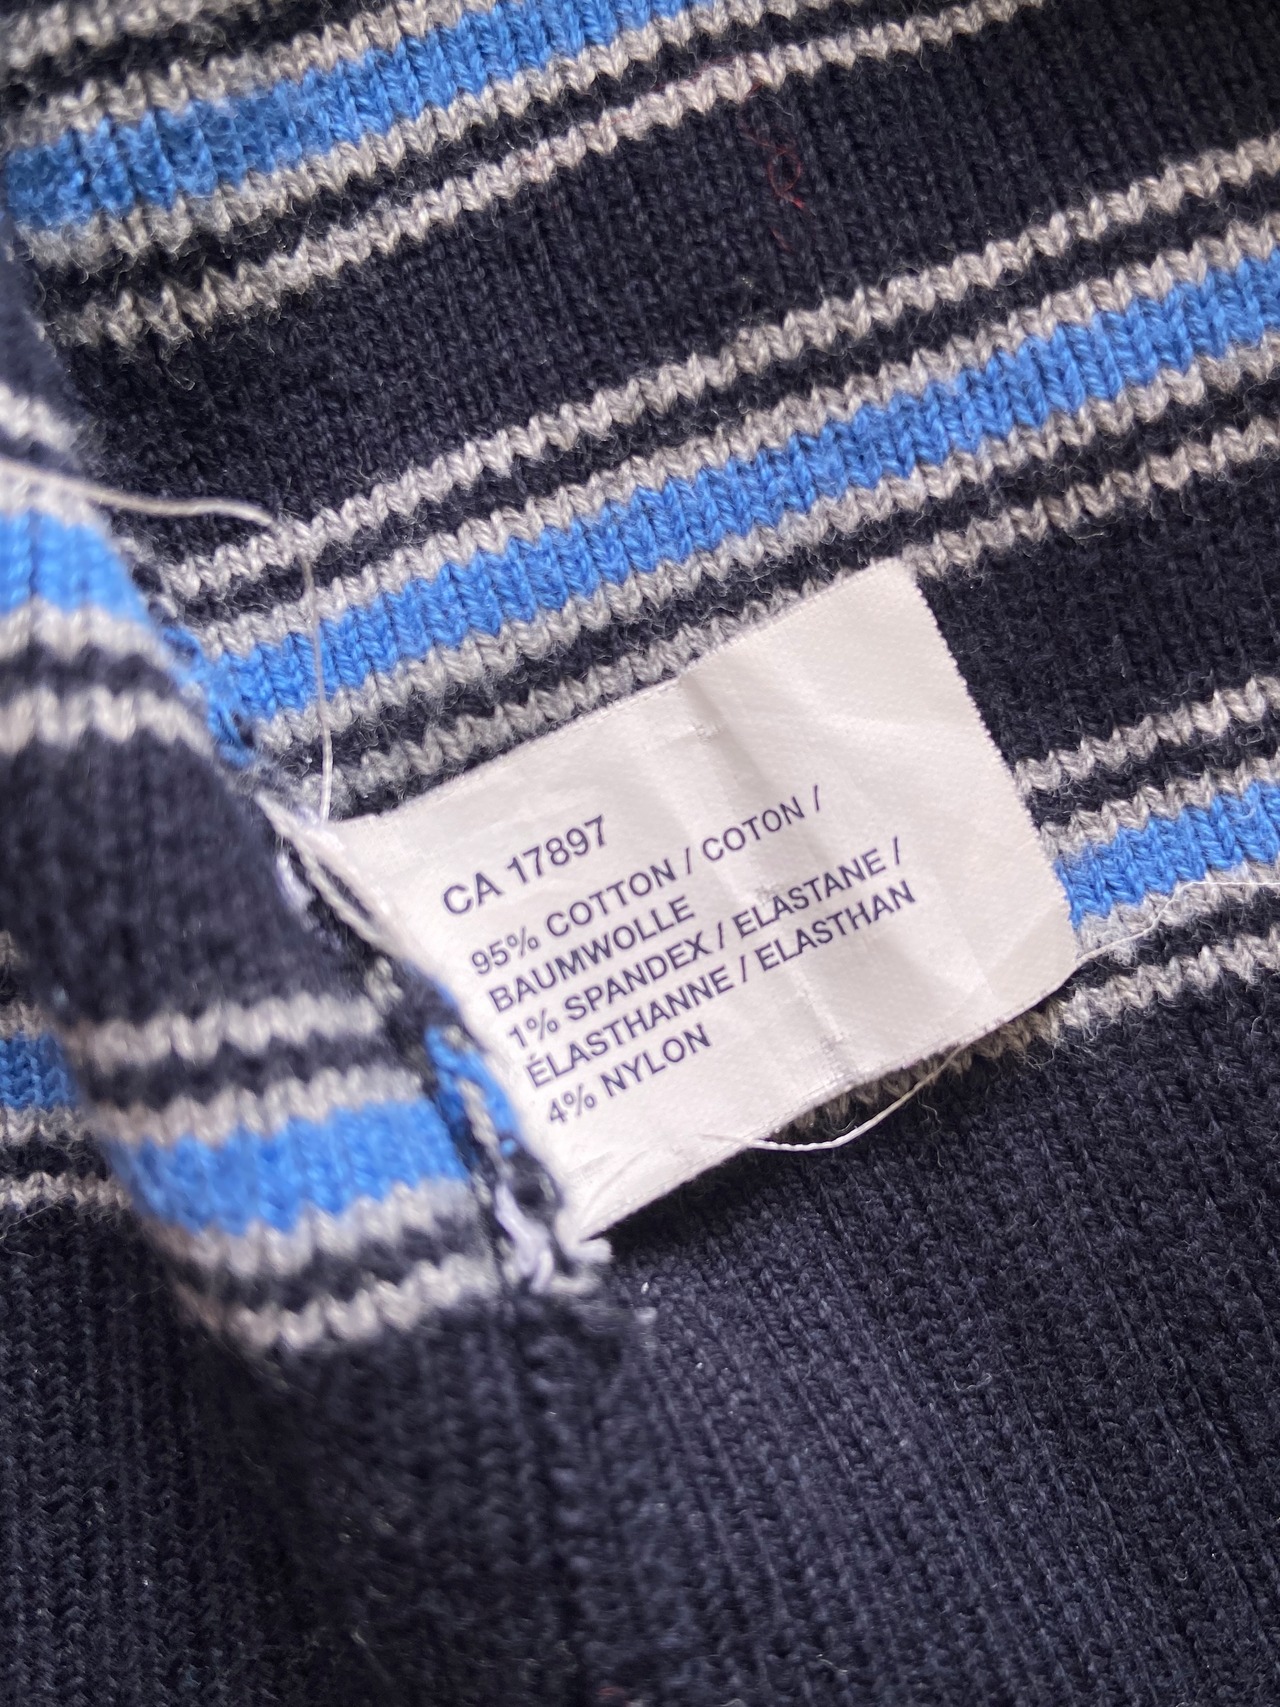 CA 17897
95% COTTON / COTON /
BAUMWOLLE
1% SPANDEX / ELASTANE /
ÉLASTHANNE / ELASTHAN
4% NYLON